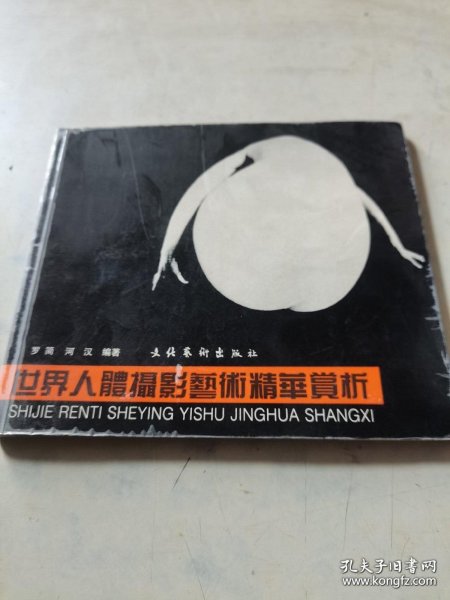 罗萳 河汉 编著 文化艺術出版社
世界人體攝影藝術精華賞析
SHIJIE RENTI SHEYING YISHU JINGHUA SHANGXI
孔夫子旧书网
www.kongfz.com